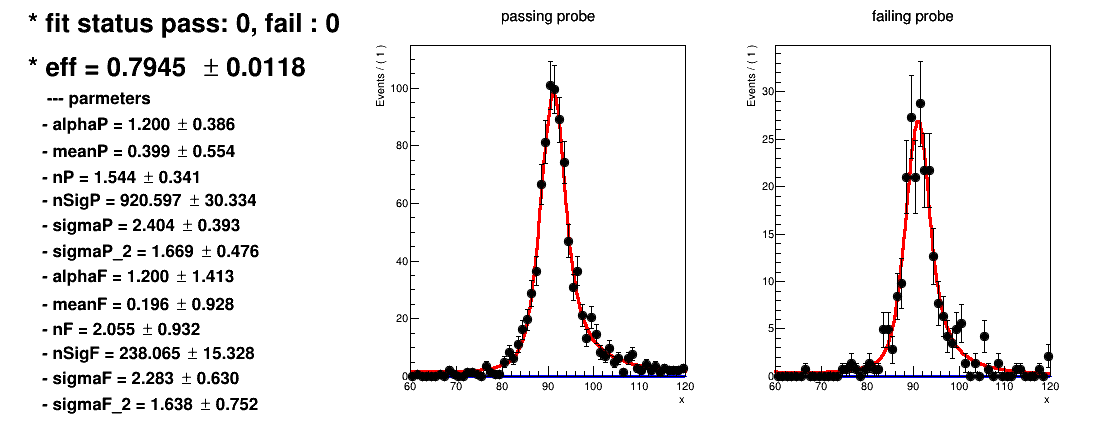 * fit status pass: 0, fail : 0
* eff = 0.7945 ± 0.0118
--- parmeters
- alphaP = 1.200 ± 0.386
- meanP = 0.399 ± 0.554
- nP = 1.544 ± 0.341
- nSigP = 920.597 ± 30.334
- sigmaP = 2.404 ± 0.393
- sigmaP_2 = 1.669 ± 0.476
- alphaF = 1.200 ± 1.413
- meanF = 0.196 ± 0.928
- nF = 2.055 ± 0.932
- nSigF = 238.065 ± 15.328
- sigmaF = 2.283 ± 0.630
- sigmaF_2 = 1.638 ± 0.752
passing probe
Events / ( 1 )
100
80
60
40
20
0
60 70 80 90 100 110 120
x
failing probe
Events / ( 1 )
30
25
20
15
10
5
0
60 70 80 90 100 110 120
x